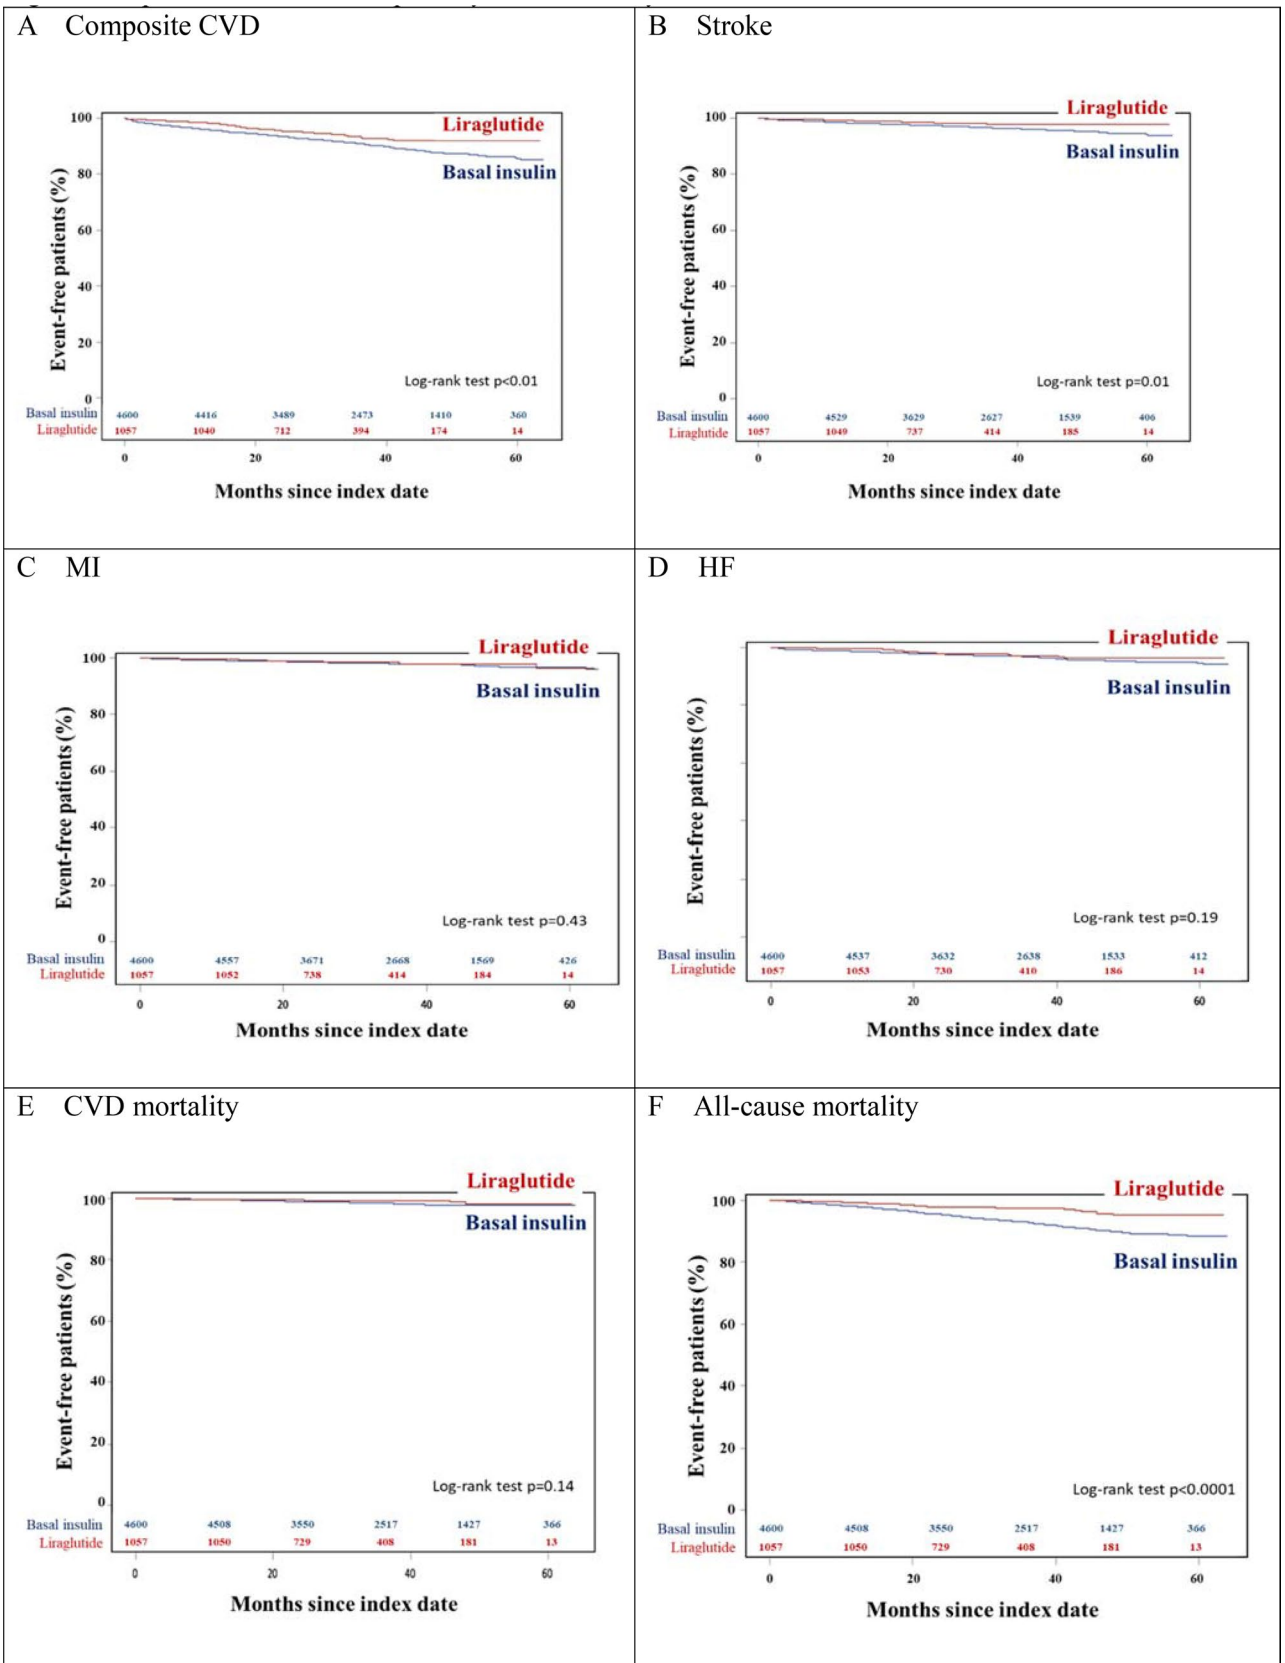 A Composite CVD
100
80
60
40
20
0
Event-free patients (%)
Liraglutide
Basal insulin
Log-rank test p<0.01
Basal insulin 4600 4416 3489 2473 1410 360
Liraglutide 1057 1040 712 394 174 14
0 20 40 60
Months since index date
B Stroke
100
80
60
40
20
0
Event-free patients (%)
Liraglutide
Basal insulin
Log-rank test p=0.01
Basal insulin 4600 4529 3629 2627 1539 406
Liraglutide 1057 1049 737 414 185 14
0 20 40 60
Months since index date
C MI
100
80
60
40
20
0
Event-free patients (%)
Liraglutide
Basal insulin
Log-rank test p=0.43
Basal insulin 4600 4557 3671 2668 1569 426
Liraglutide 1057 1052 738 414 184 14
0 20 40 60
Months since index date
D HF
Event-free patients (%)
Liraglutide
Basal insulin
Log-rank test p=0.19
Basal insulin 4600 4537 3632 2638 1533 412
Liraglutide 1057 1053 730 410 186 14
0 20 40 60
Months since index date
E CVD mortality
100
80
60
40
20
0
Event-free patients (%)
Liraglutide
Basal insulin
Log-rank test p=0.14
Basal insulin 4600 4508 3550 2517 1427 366
Liraglutide 1057 1050 729 408 181 13
0 20 40 60
Months since index date
F All-cause mortality
100
80
60
40
20
0
Event-free patients (%)
Liraglutide
Basal insulin
Log-rank test p<0.0001
Basal insulin 4600 4508 3550 2517 1427 366
Liraglutide 1057 1050 729 408 181 13
0 20 40 60
Months since index date